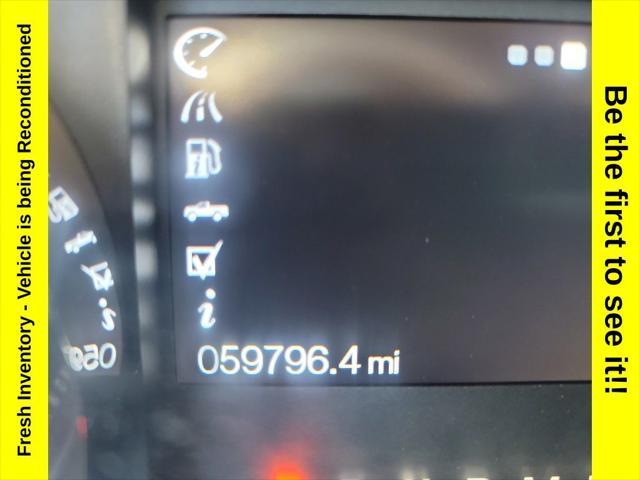 Fresh Inventory - Vehicle is being Reconditioned
059796.4 mi
Be the first to see it!!